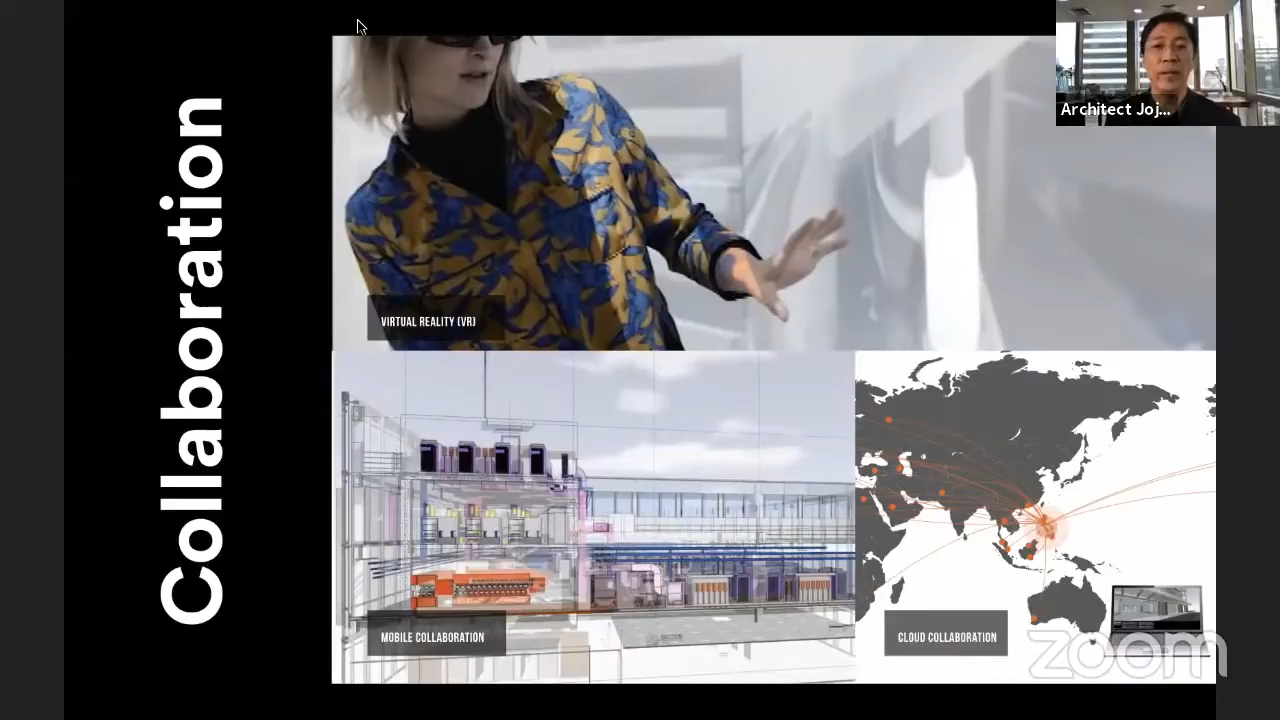 Collaboration
Architect Joj...
VIRTUAL REALITY (VR)
MOBILE COLLABORATION
CLOUD COLLABORATION
zoom